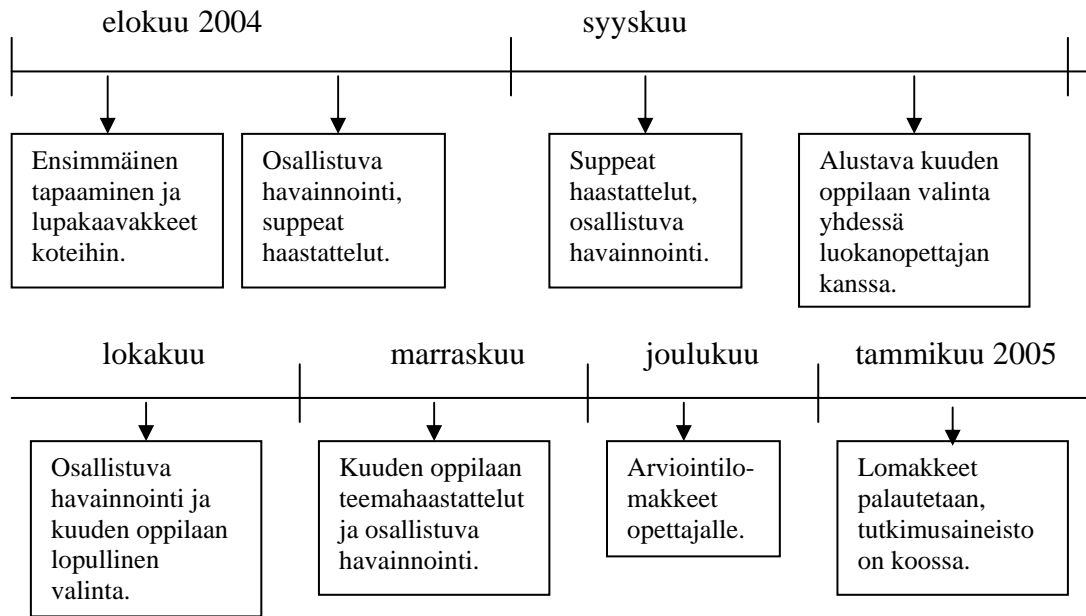 elokuu 2004
syyskuu
Ensimmäinen
tapaaminen ja
lupakaavakkeet
koteihin.
Osallistuva
havainnointi,
suppeat
haastattelut.
Suppeat
haastattelut,
osallistuva
havainnointi.
Alustava kuuden
oppilaan valinta
yhdessä
luokanopettajan
kanssa.
lokakuu
marraskuu
joulukuu
tammikuu 2005
Osallistuva
havainnointi ja
kuuden oppilaan
lopullinen
valinta.
Kuuden oppilaan
teemahaastattelut
ja osallistuva
havainnointi.
Arviointilo-
makkeet
opettajalle.
Lomakkeet
palautetaan,
tutkimusaineisto
on koossa.